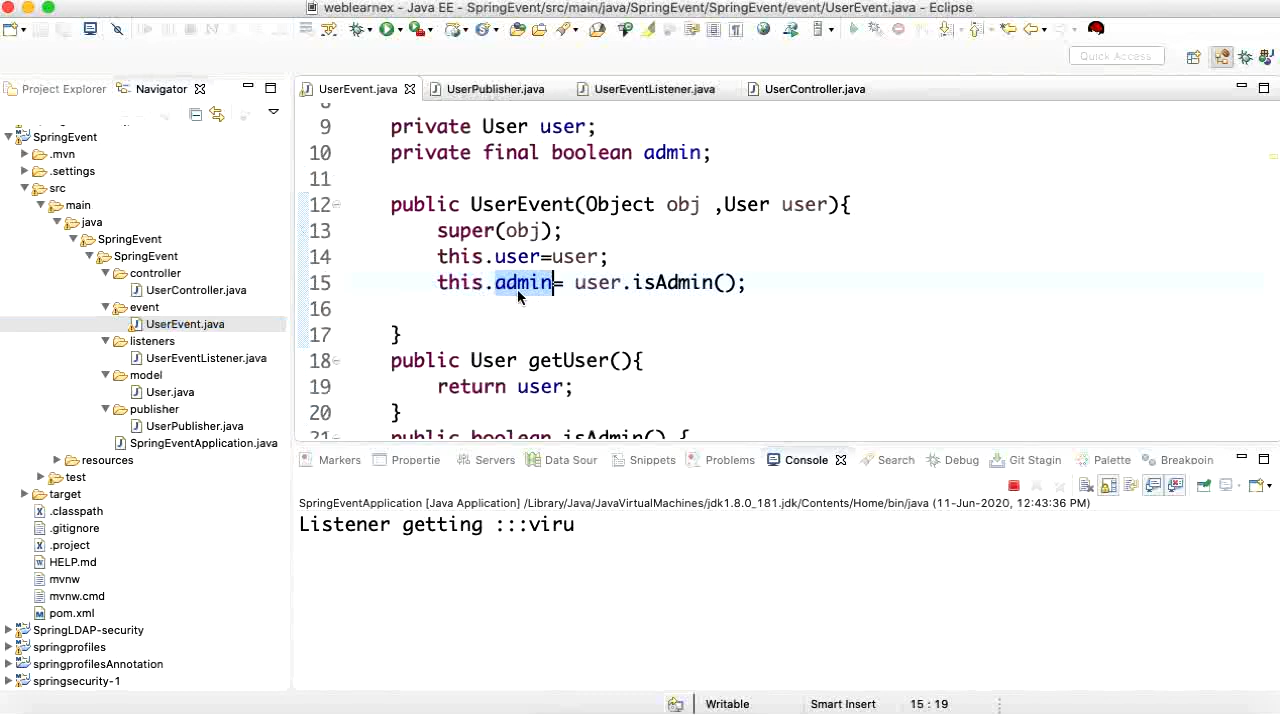 weblearnex - Java EE - SpringEvent/src/main/java/SpringEvent/SpringEvent/event/UserEvent.java - Eclipse
Quick Access
Project Explorer
Navigator
SpringEvent
.mvn
.settings
src
main
java
SpringEvent
SpringEvent
controller
UserController.java
event
UserEvent.java
listeners
UserEventListener.java
model
User.java
publisher
UserPublisher.java
SpringEventApplication.java
resources
test
target
.classpath
.gitignore
.project
HELP.md
mvnw
mvnw.cmd
pom.xml
SpringLDAP-security
springprofiles
springprofilesAnnotation
springsecurity-1
UserEvent.java
UserPublisher.java
UserEventListener.java
UserController.java
8
9 private User user;
10 private final boolean admin;
11
12 public UserEvent(Object obj ,User user){
13 super(obj);
14 this.user=user;
15 this.admin= user.isAdmin();
16
17 }
18 public User getUser(){
19 return user;
20 }
21 public boolean isAdmin() {
Markers
Propertie
Servers
Data Sour
Snippets
Problems
Console
Search
Debug
Git Stagin
Palette
Breakpoin
SpringEventApplication [Java Application] /Library/Java/JavaVirtualMachines/jdk1.8.0_181.jdk/Contents/Home/bin/java (11-Jun-2020, 12:43:36 PM)
Listener getting :::viru
Writable
Smart Insert
15 : 19